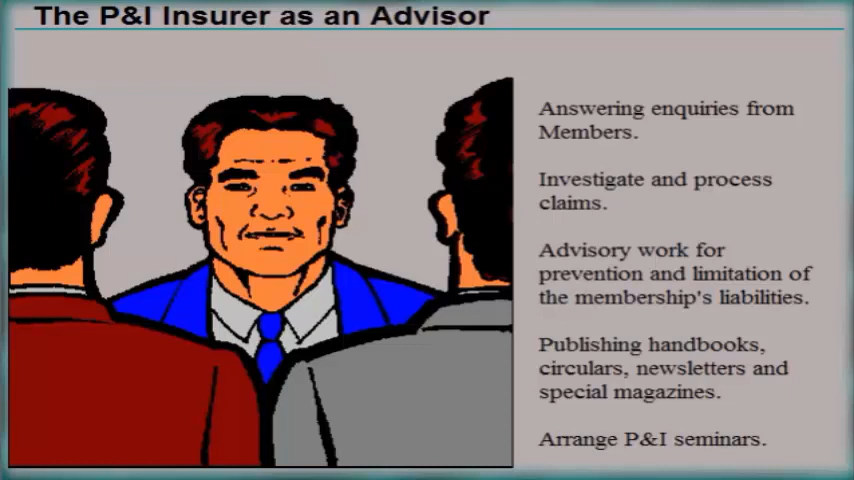 The P&I Insurer as an Advisor
Answering enquiries from
Members.
Investigate and process
claims.
Advisory work for
prevention and limitation of
the membership's liabilities.
Publishing handbooks,
circulars, newsletters and
special magazines.
Arrange P&I seminars.